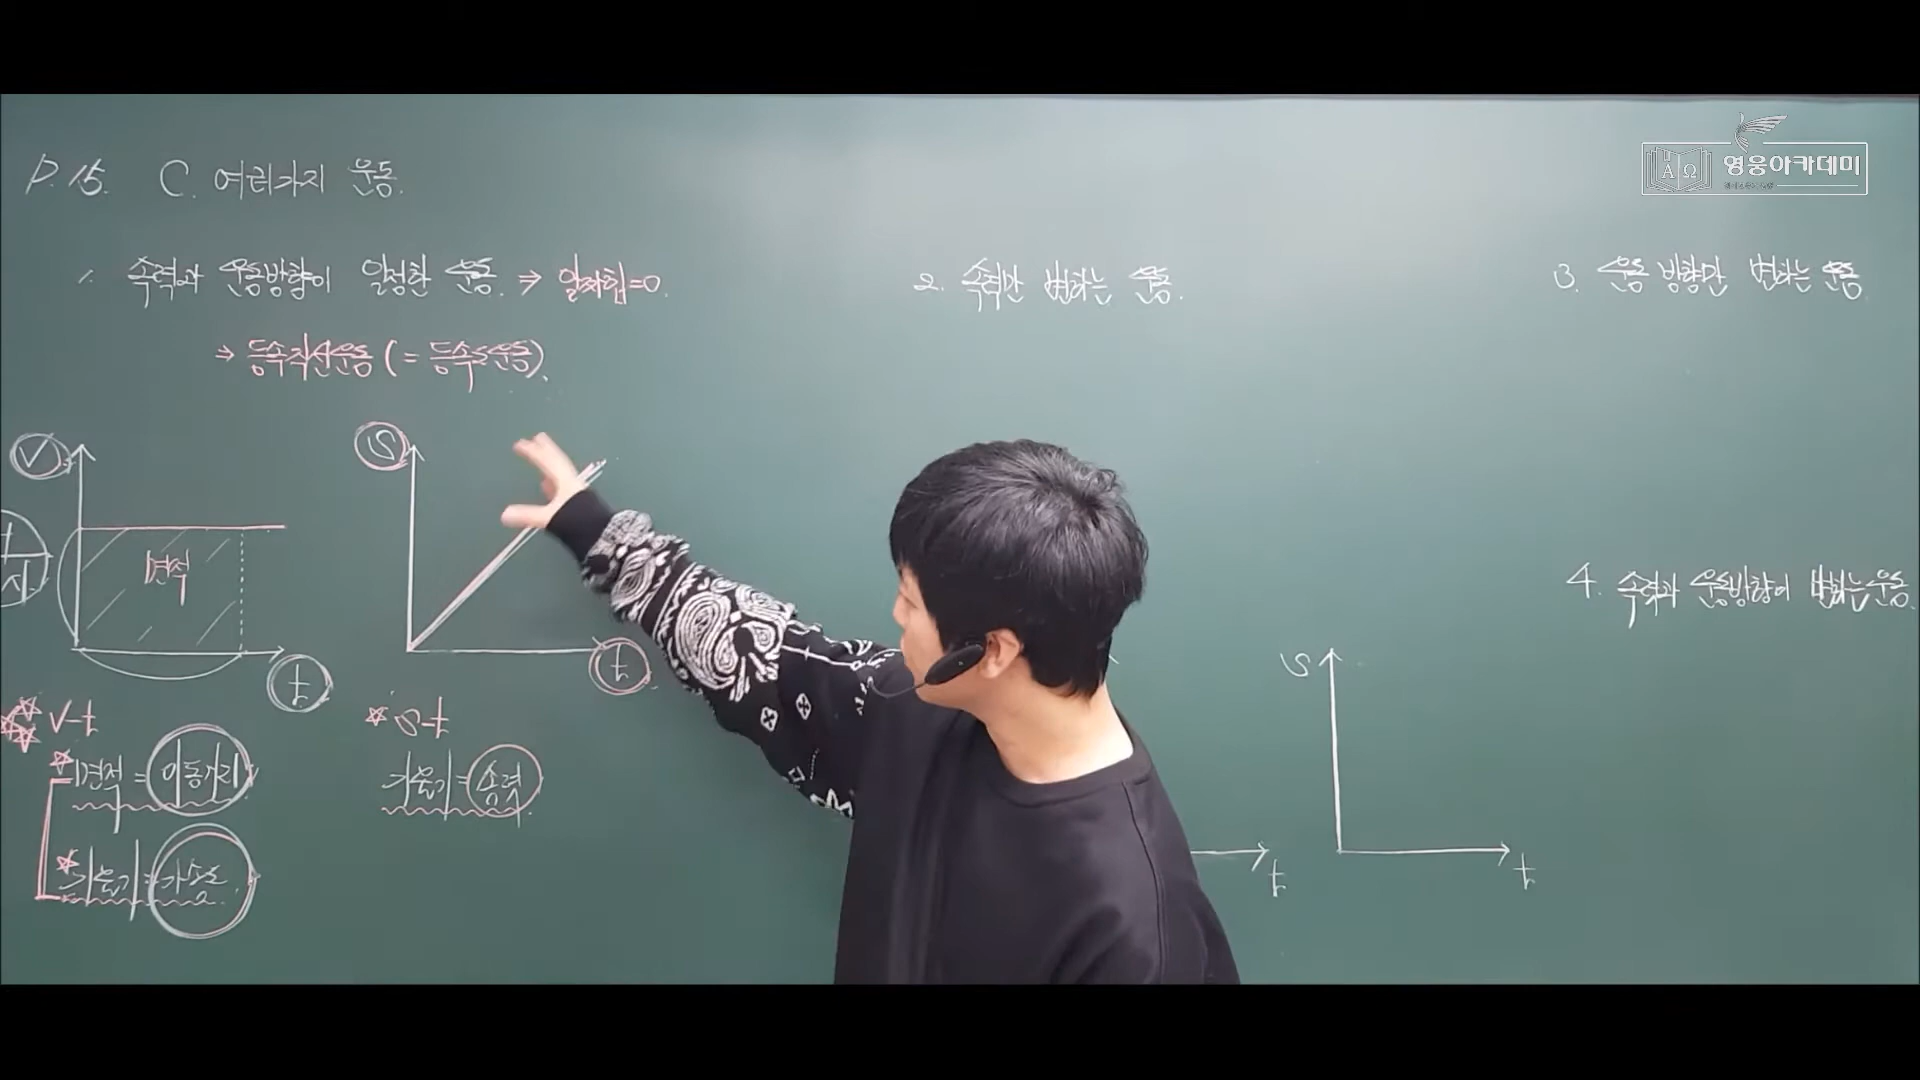 P.15. C. 여러가지 운동.
1. 속력과 운동방향이 일정한 운동. ⇒ 알짜힘=0.
⇒ 등속직선운동 (= 등속도운동).
v
면적
t
s
t
v-t
면적 = 이동거리
기울기 = 가속도.
s-t
기울기 = 속력.
2. 속력만 변하는 운동.
t
s
t
3. 운동 방향만 변하는 운동
4. 속력과 운동방향이 변하는 운동.
영웅아카데미
A Ω